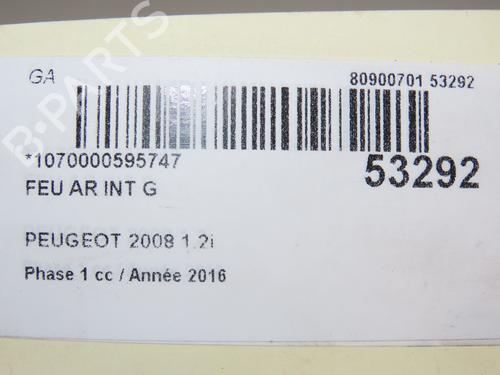 GA
80900701 53292
*1070000595747
53292
FEU AR INT G
PEUGEOT 2008 1.2i
Phase 1 cc / Année 2016
B-PARTS